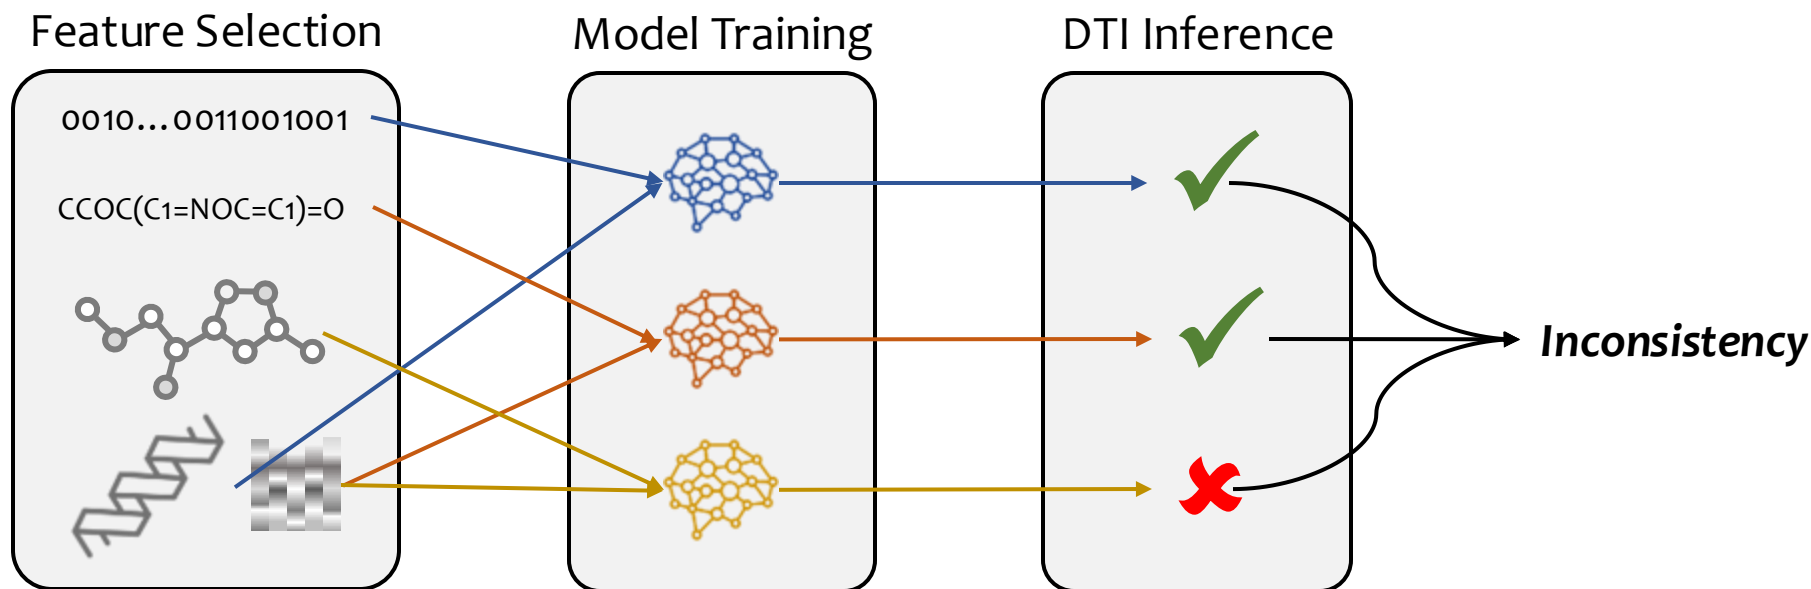 Feature Selection
Model Training
DTI Inference
0010...0011001001
CCOC(C1=NOC=C1)=O
Inconsistency